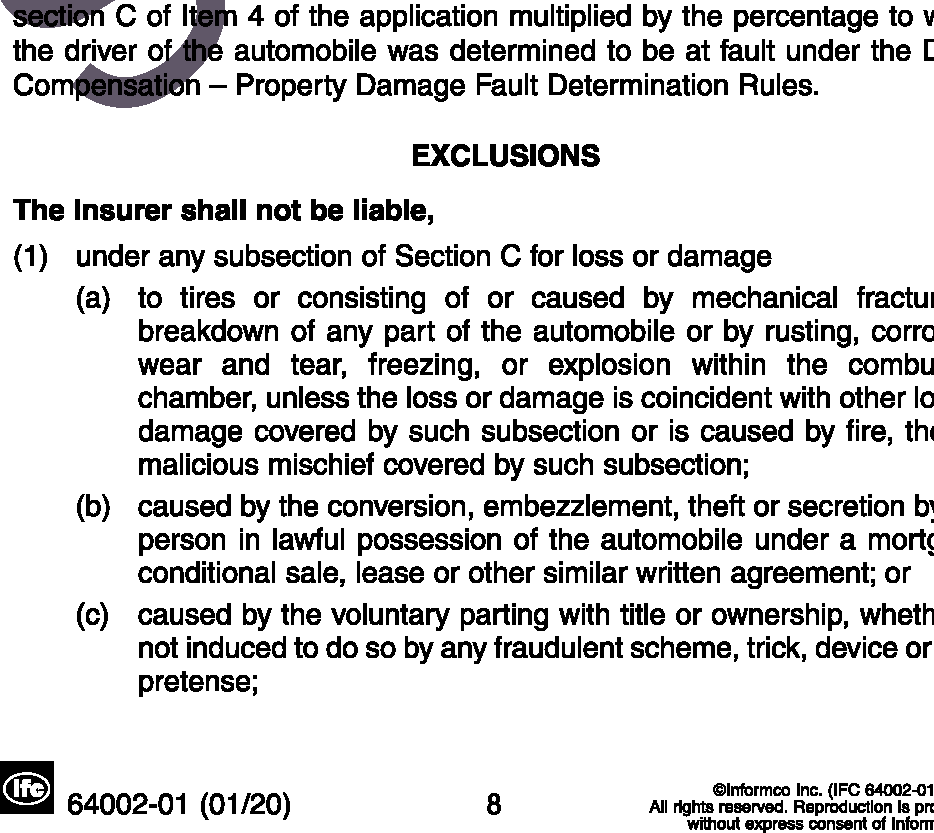 section C of Item 4 of the application multiplied by the percentage to
the driver of the automobile was determined to be at fault under the
Compensation – Property Damage Fault Determination Rules.
EXCLUSIONS
The Insurer shall not be liable,
(1) under any subsection of Section C for loss or damage
(a) to tires or consisting of or caused by mechanical
breakdown of any part of the automobile or by rusting,
wear and tear, freezing, or explosion within the
chamber, unless the loss or damage is coincident with other
damage covered by such subsection or is caused by fire,
malicious mischief covered by such subsection;
(b) caused by the conversion, embezzlement, theft or secretion by
person in lawful possession of the automobile under a
conditional sale, lease or other similar written agreement; or
(c) caused by the voluntary parting with title or ownership,
not induced to do so by any fraudulent scheme, trick, device or
pretense;
ifc
64002-01 (01/20)
8
©Informco Inc. (IFC 64002-01
All rights reserved. Reproduction is
without express consent of